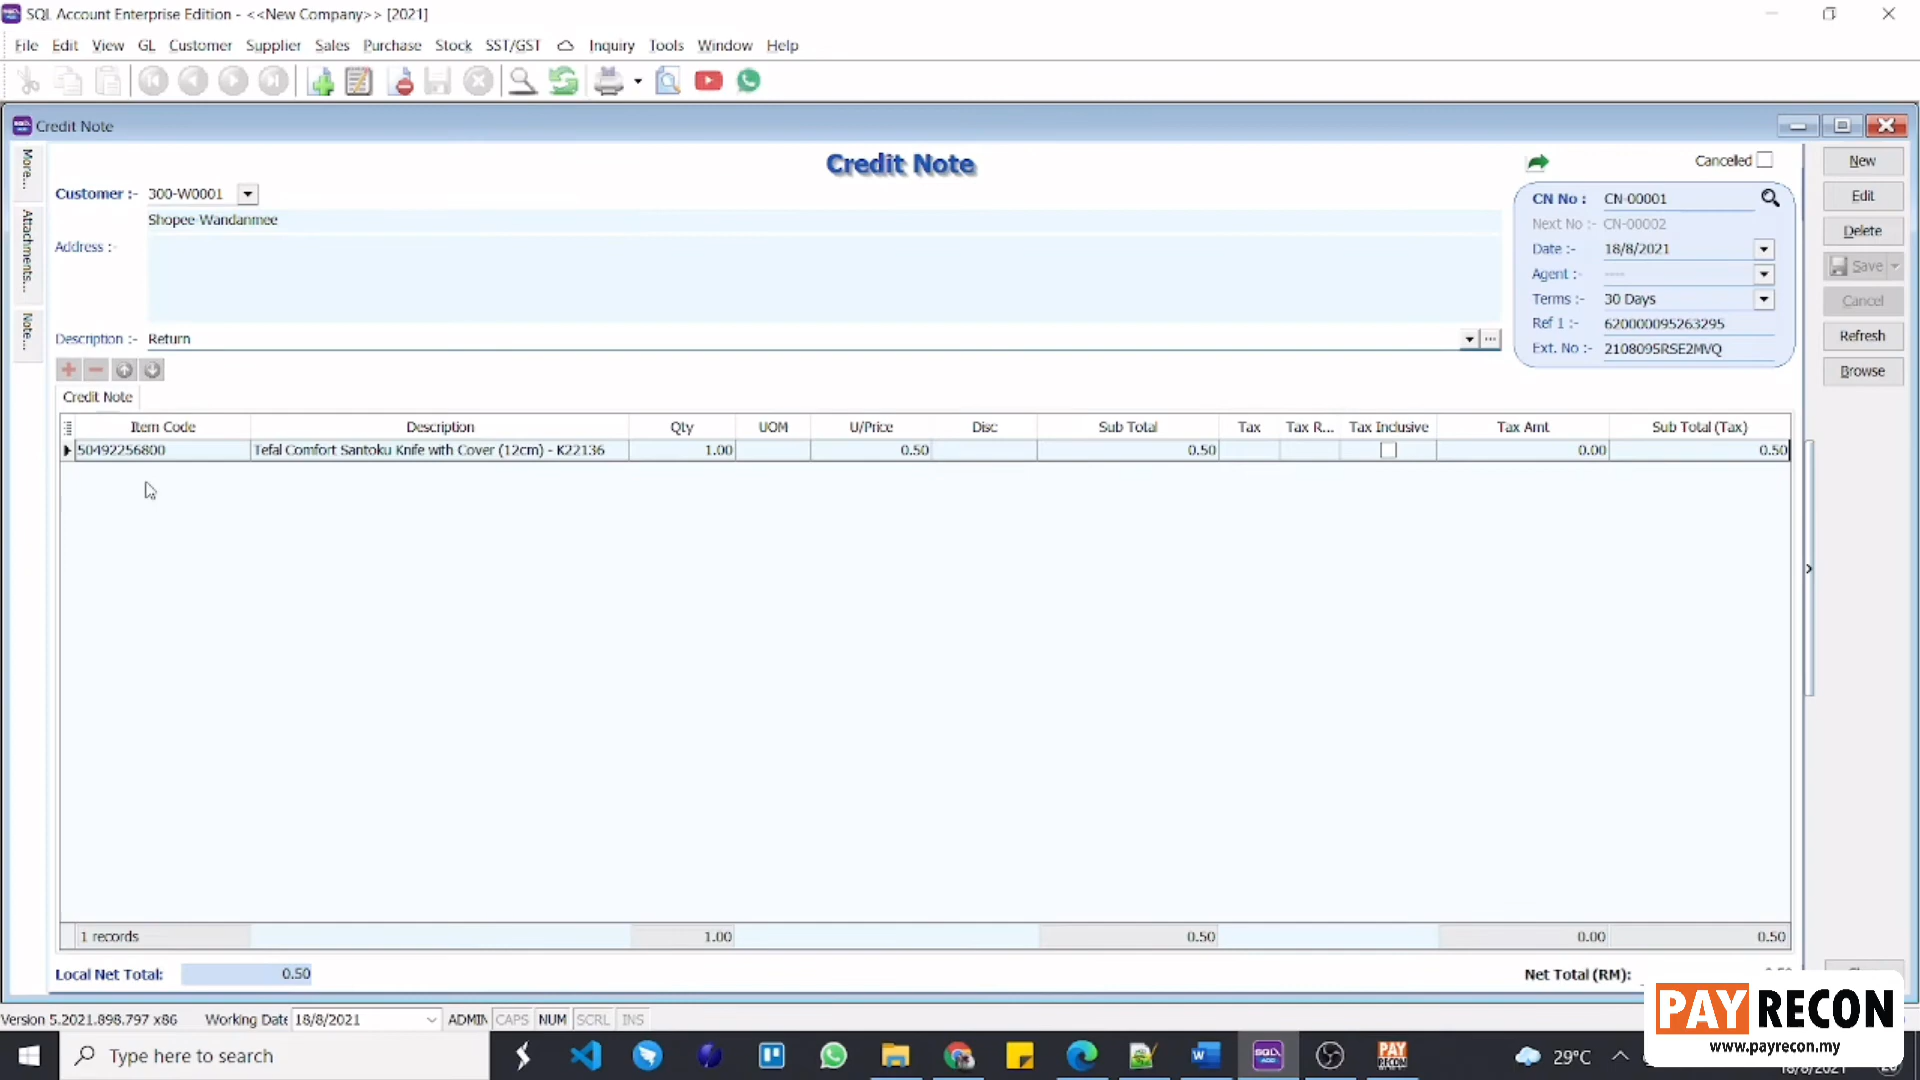 SQL Account Enterprise Edition - <<New Company>> [2021]
File Edit View GL Customer Supplier Sales Purchase Stock SST/GST Inquiry Tools Window Help
Credit Note
More...
Attachments...
Note...
Credit Note
Canceled
Customer :- 300-W0001
Shopee-Wandanmee
Address :-
Description :- Return
CN No : CN-00001
Next No :- CN-00002
Date :- 18/8/2021
Agent :- ----
Terms :- 30 Days
Ref 1 :- 620000095263295
Ext. No :- 2108095RSE2MVQ
New
Edit
Delete
Save
Cancel
Refresh
Browse
Credit Note
Item Code Description Qty UOM U/Price Disc Sub Total Tax Tax R... Tax Inclusive Tax Amt Sub Total (Tax)
50492256800 Tefal Comfort Santoku Knife with Cover (12cm) - K22136 1.00 0.50 0.50 0.00 0.50
1 records 1.00 0.50 0.00 0.50
Local Net Total: 0.50
Net Total (RM):
Version 5.2021.898.797 x86 Working Date 18/8/2021 ADMIN CAPS NUM SCRL INS
PAY RECON
www.payrecon.my
Type here to search
29°C
18/8/2021